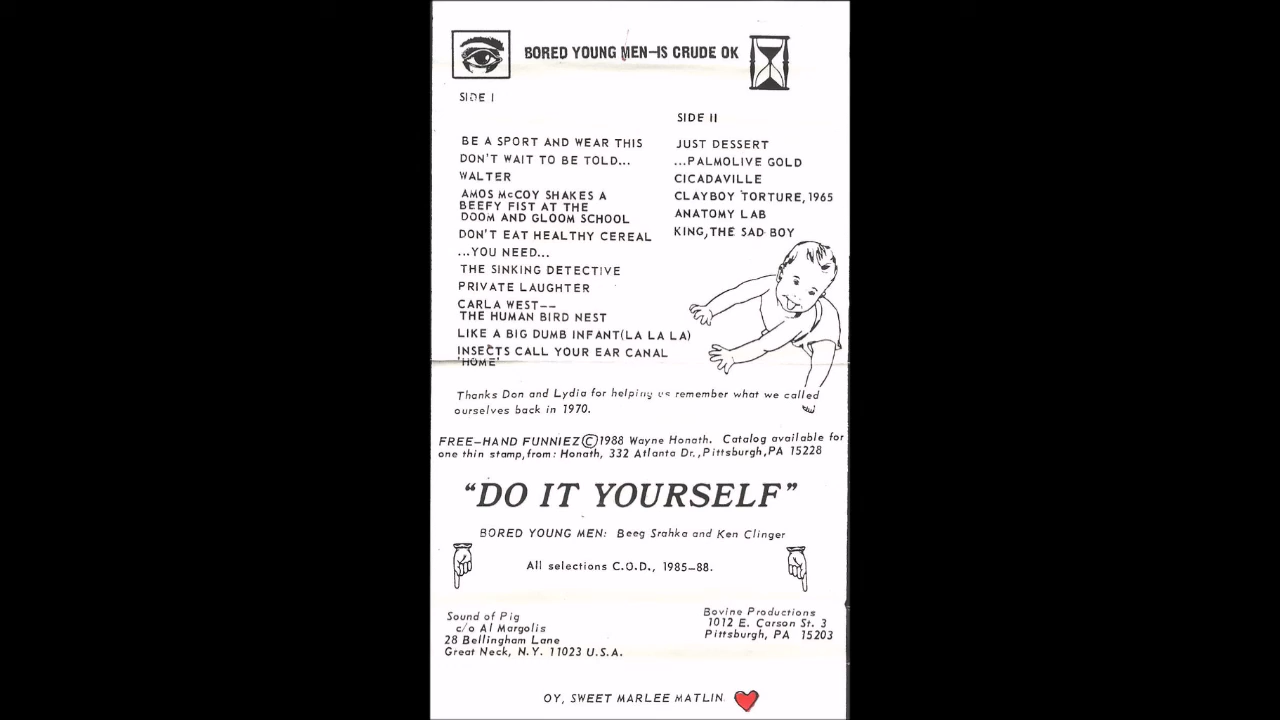 BORED YOUNG MEN—IS CRUDE OK
SIDE I
BE A SPORT AND WEAR THIS
DON'T WAIT TO BE TOLD...
WALTER
AMOS McCOY SHAKES A
BEEFY FIST AT THE
DOOM AND GLOOM SCHOOL
DON'T EAT HEALTHY CEREAL
...YOU NEED...
THE SINKING DETECTIVE
PRIVATE LAUGHTER
CARLA WEST--
THE HUMAN BIRD NEST
LIKE A BIG DUMB INFANT(LA LA LA)
INSECTS CALL YOUR EAR CANAL
'HOME'
SIDE II
JUST DESSERT
...PALMOLIVE GOLD
CICADAVILLE
CLAYBOY TORTURE, 1965
ANATOMY LAB
KING, THE SAD BOY
Thanks Don and Lydia for helping us remember what we called
ourselves back in 1970.
FREE—HAND FUNNIEZ ©1988 Wayne Honath. Catalog available for
one thin stamp, from: Honath, 332 Atlanta Dr., Pittsburgh, PA 15228
"DO IT YOURSELF"
BORED YOUNG MEN: Beeg Srahka and Ken Clinger
All selections C.O.D., 1985–88.
Sound of Pig
c/o Al Margolis
28 Bellingham Lane
Great Neck, N.Y. 11023 U.S.A.
Bovine Productions
1012 E. Carson St. 3
Pittsburgh, PA 15203
OY, SWEET MARLEE MATLIN